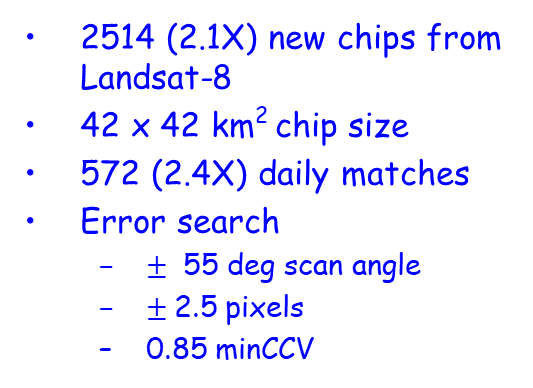 • 2514 (2.1X) new chips from
Landsat-8
• 42 x 42 km² chip size
• 572 (2.4X) daily matches
• Error search
– ± 55 deg scan angle
– ± 2.5 pixels
– 0.85 minCCV